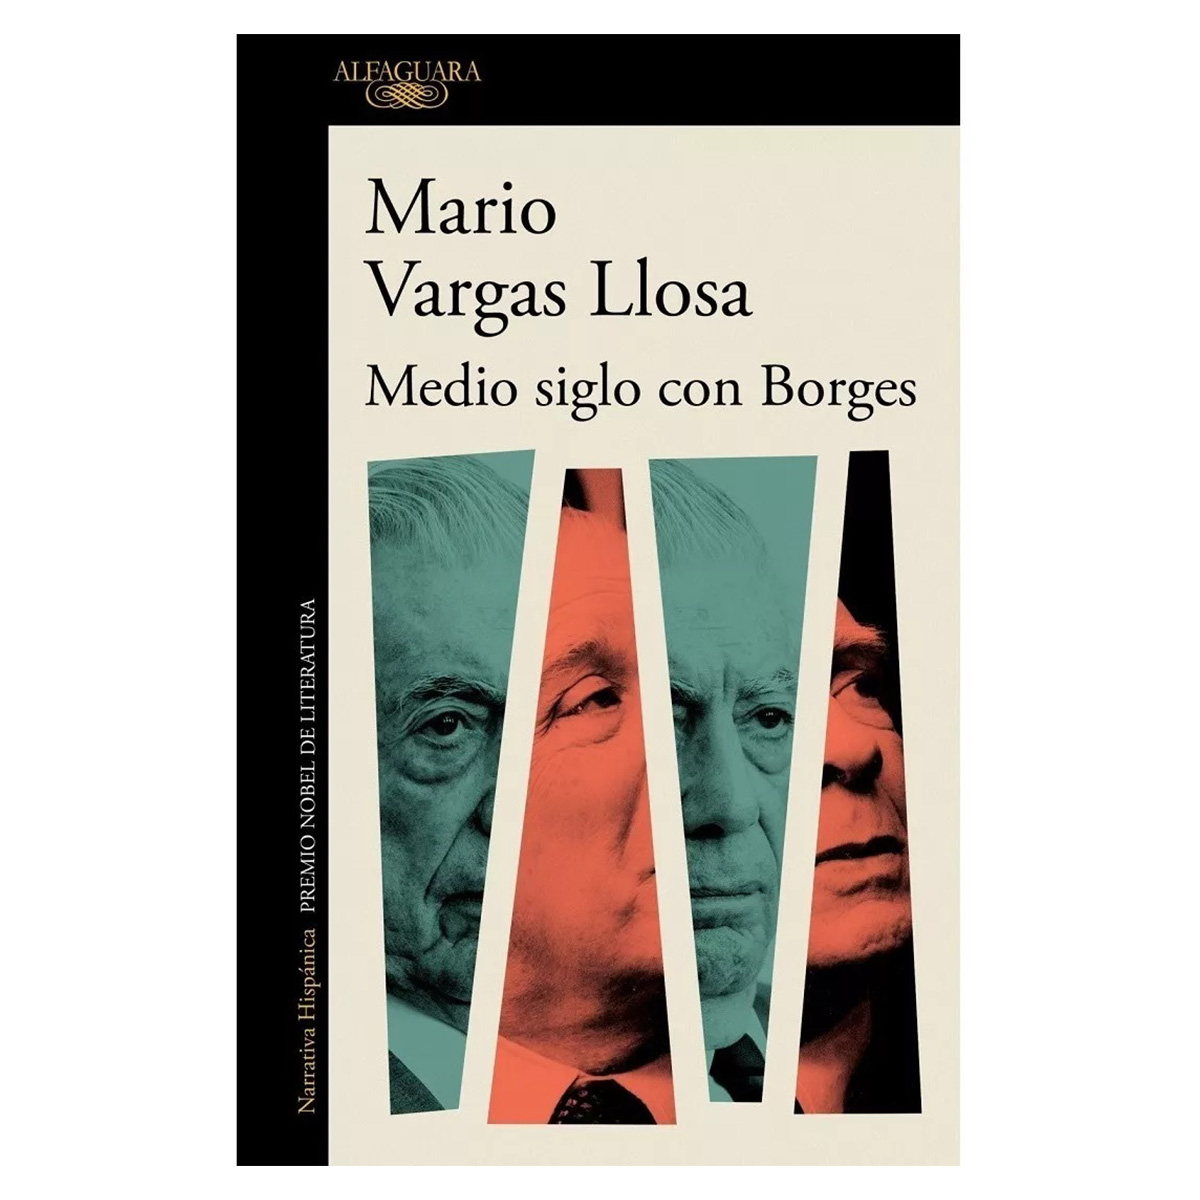 ALFAGUARA
Mario
Vargas Llosa
Medio siglo con Borges
Narrativa Hispánica PREMIO NOBEL DE LITERATURA